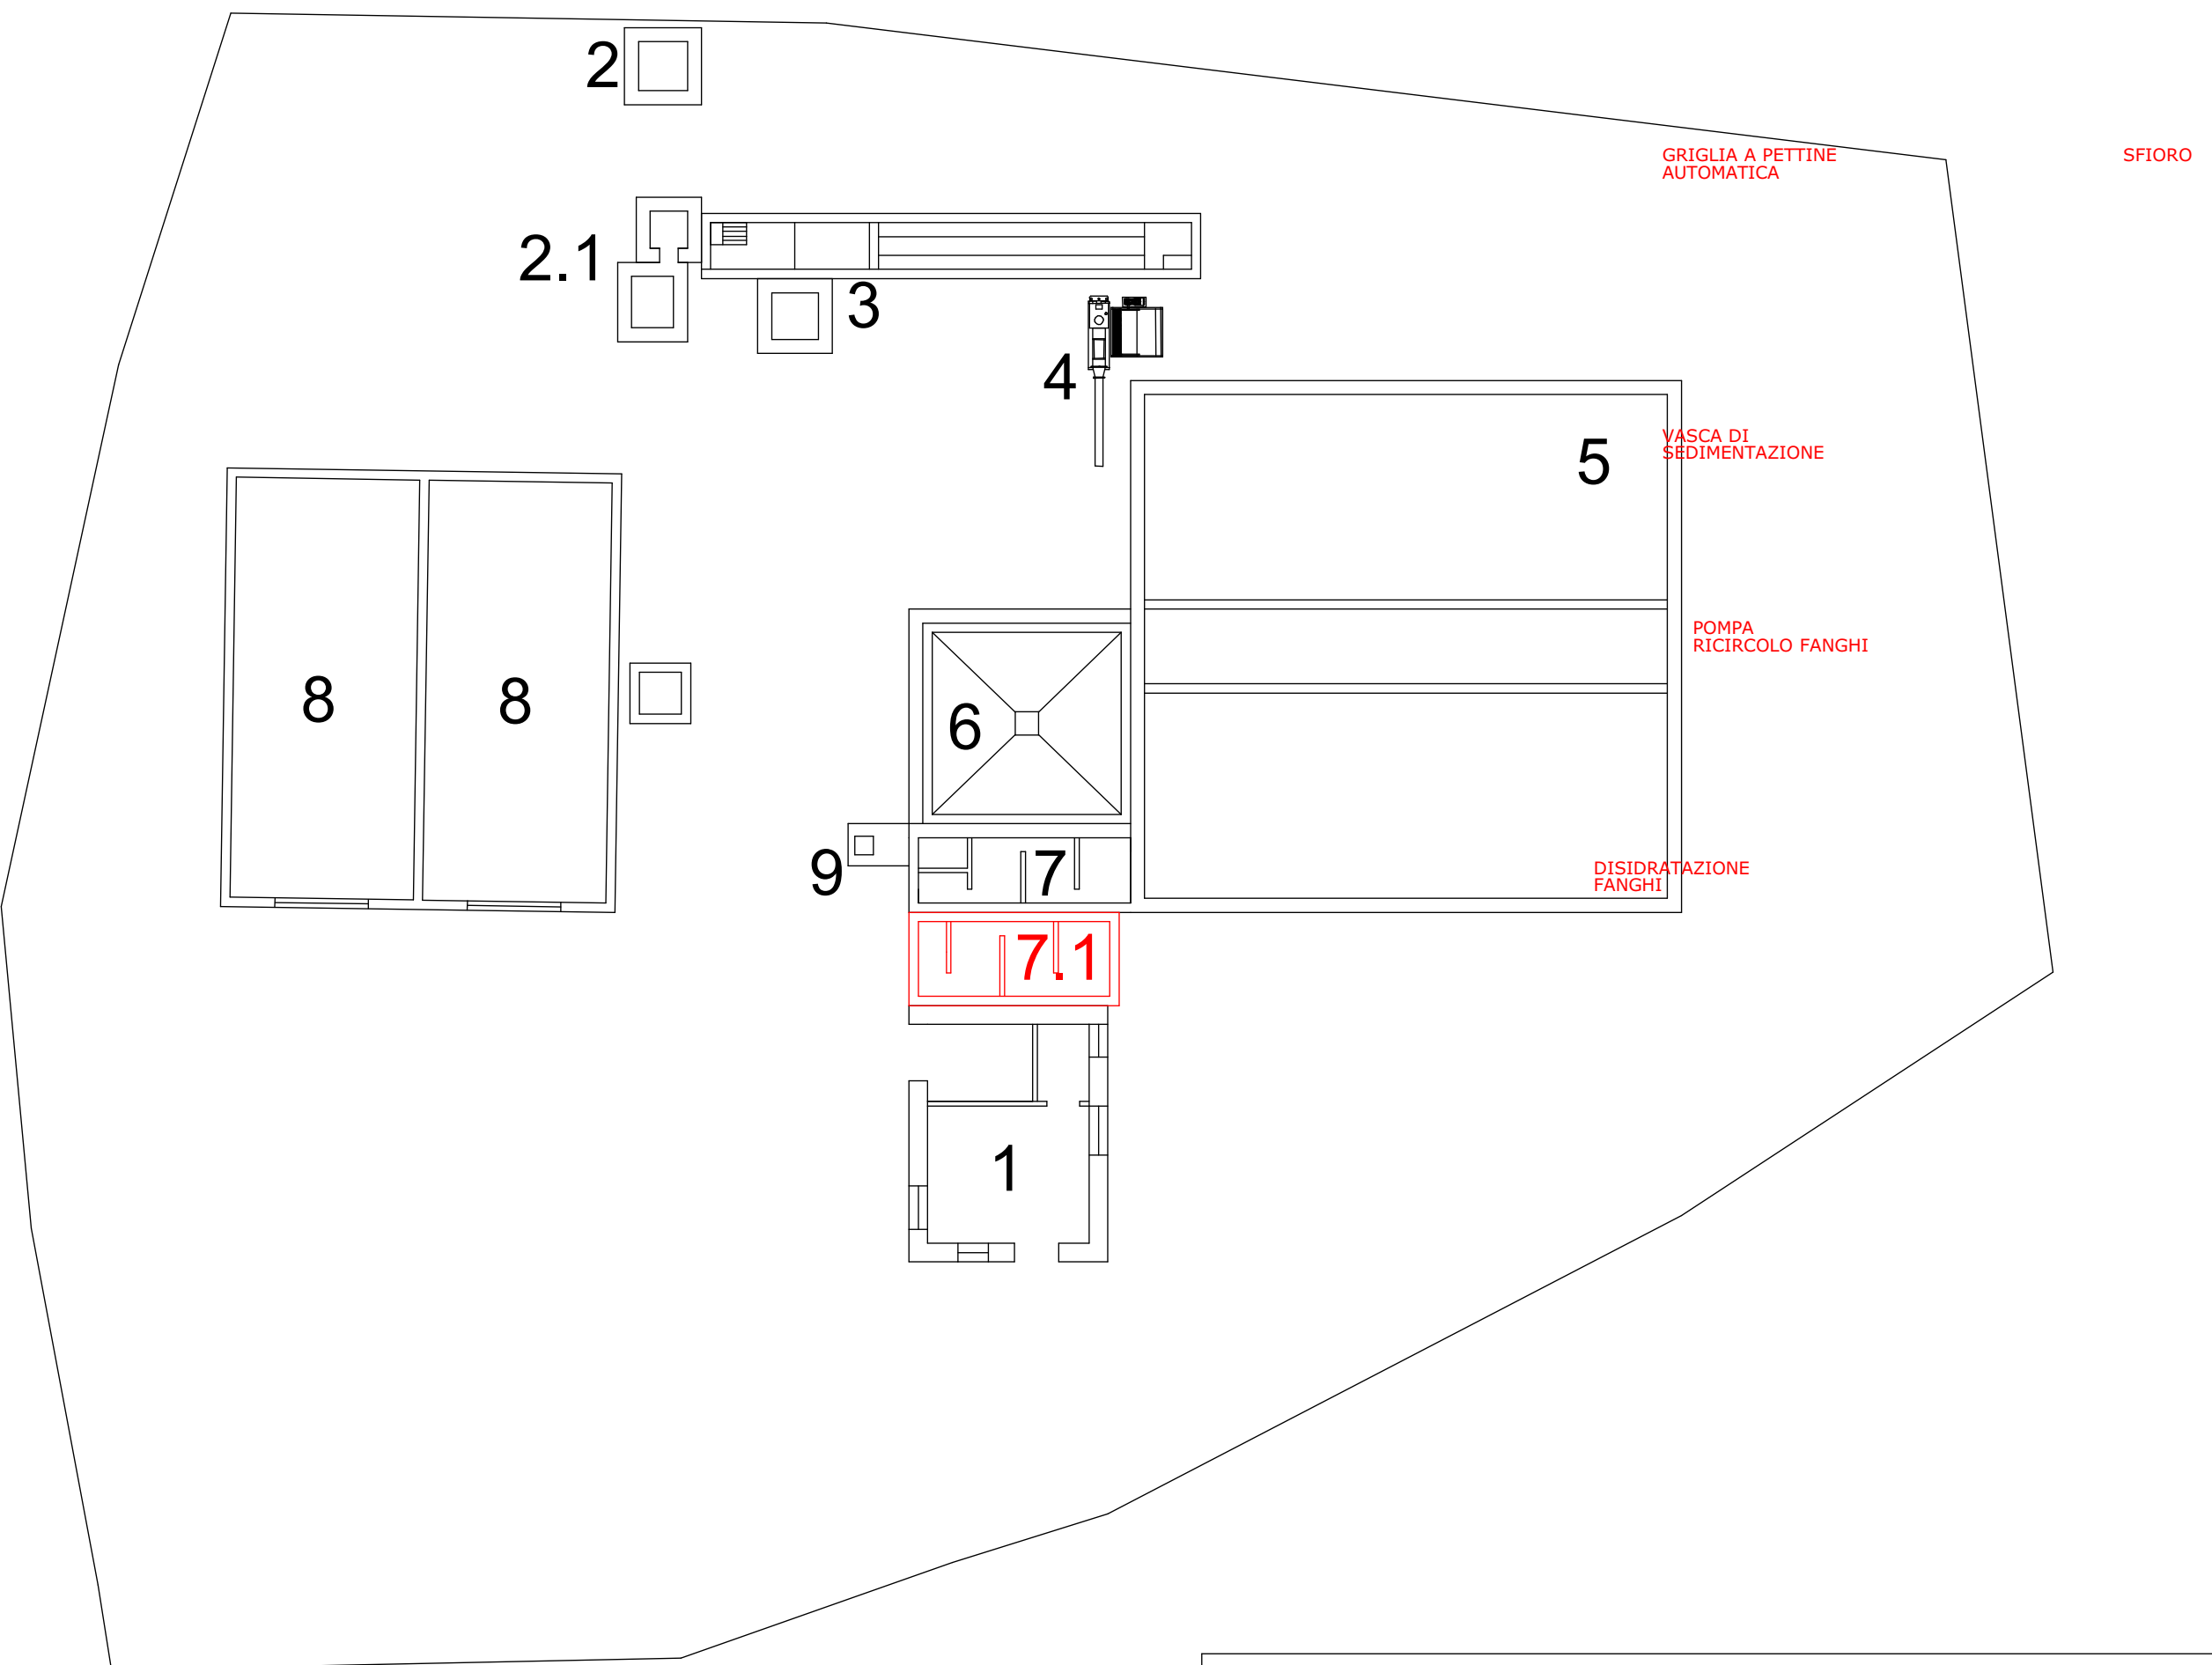 2
GRIGLIA A PETTINE
AUTOMATICA
SFIORO
2.1
3
4
5
VASCA DI
SEDIMENTAZIONE
POMPA
RICIRCOLO FANGHI
8
8
6
9
7
DISIDRATAZIONE
FANGHI
7.1
1